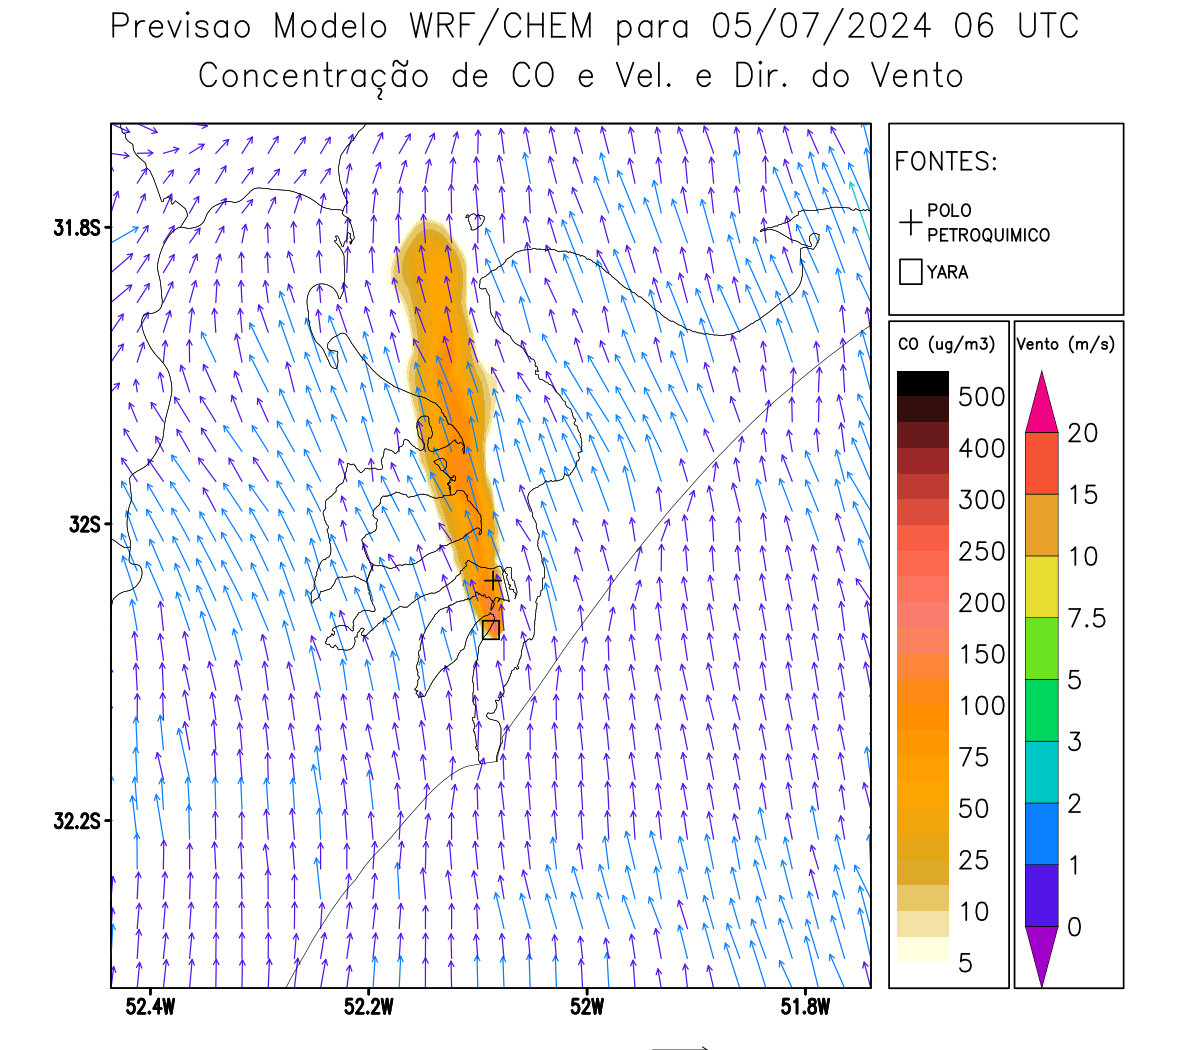 Previsao Modelo WRF/CHEM para 05/07/2024 06 UTC
Concentração de CO e Vel. e Dir. do Vento
FONTES:
POLO
PETROQUIMICO
YARA
CO (ug/m3)
500
400
300
250
200
150
100
75
50
25
10
5
Vento (m/s)
20
15
10
7.5
5
3
2
1
0
31.8S
32S
32.2S
52.4W 52.2W 52W 51.8W